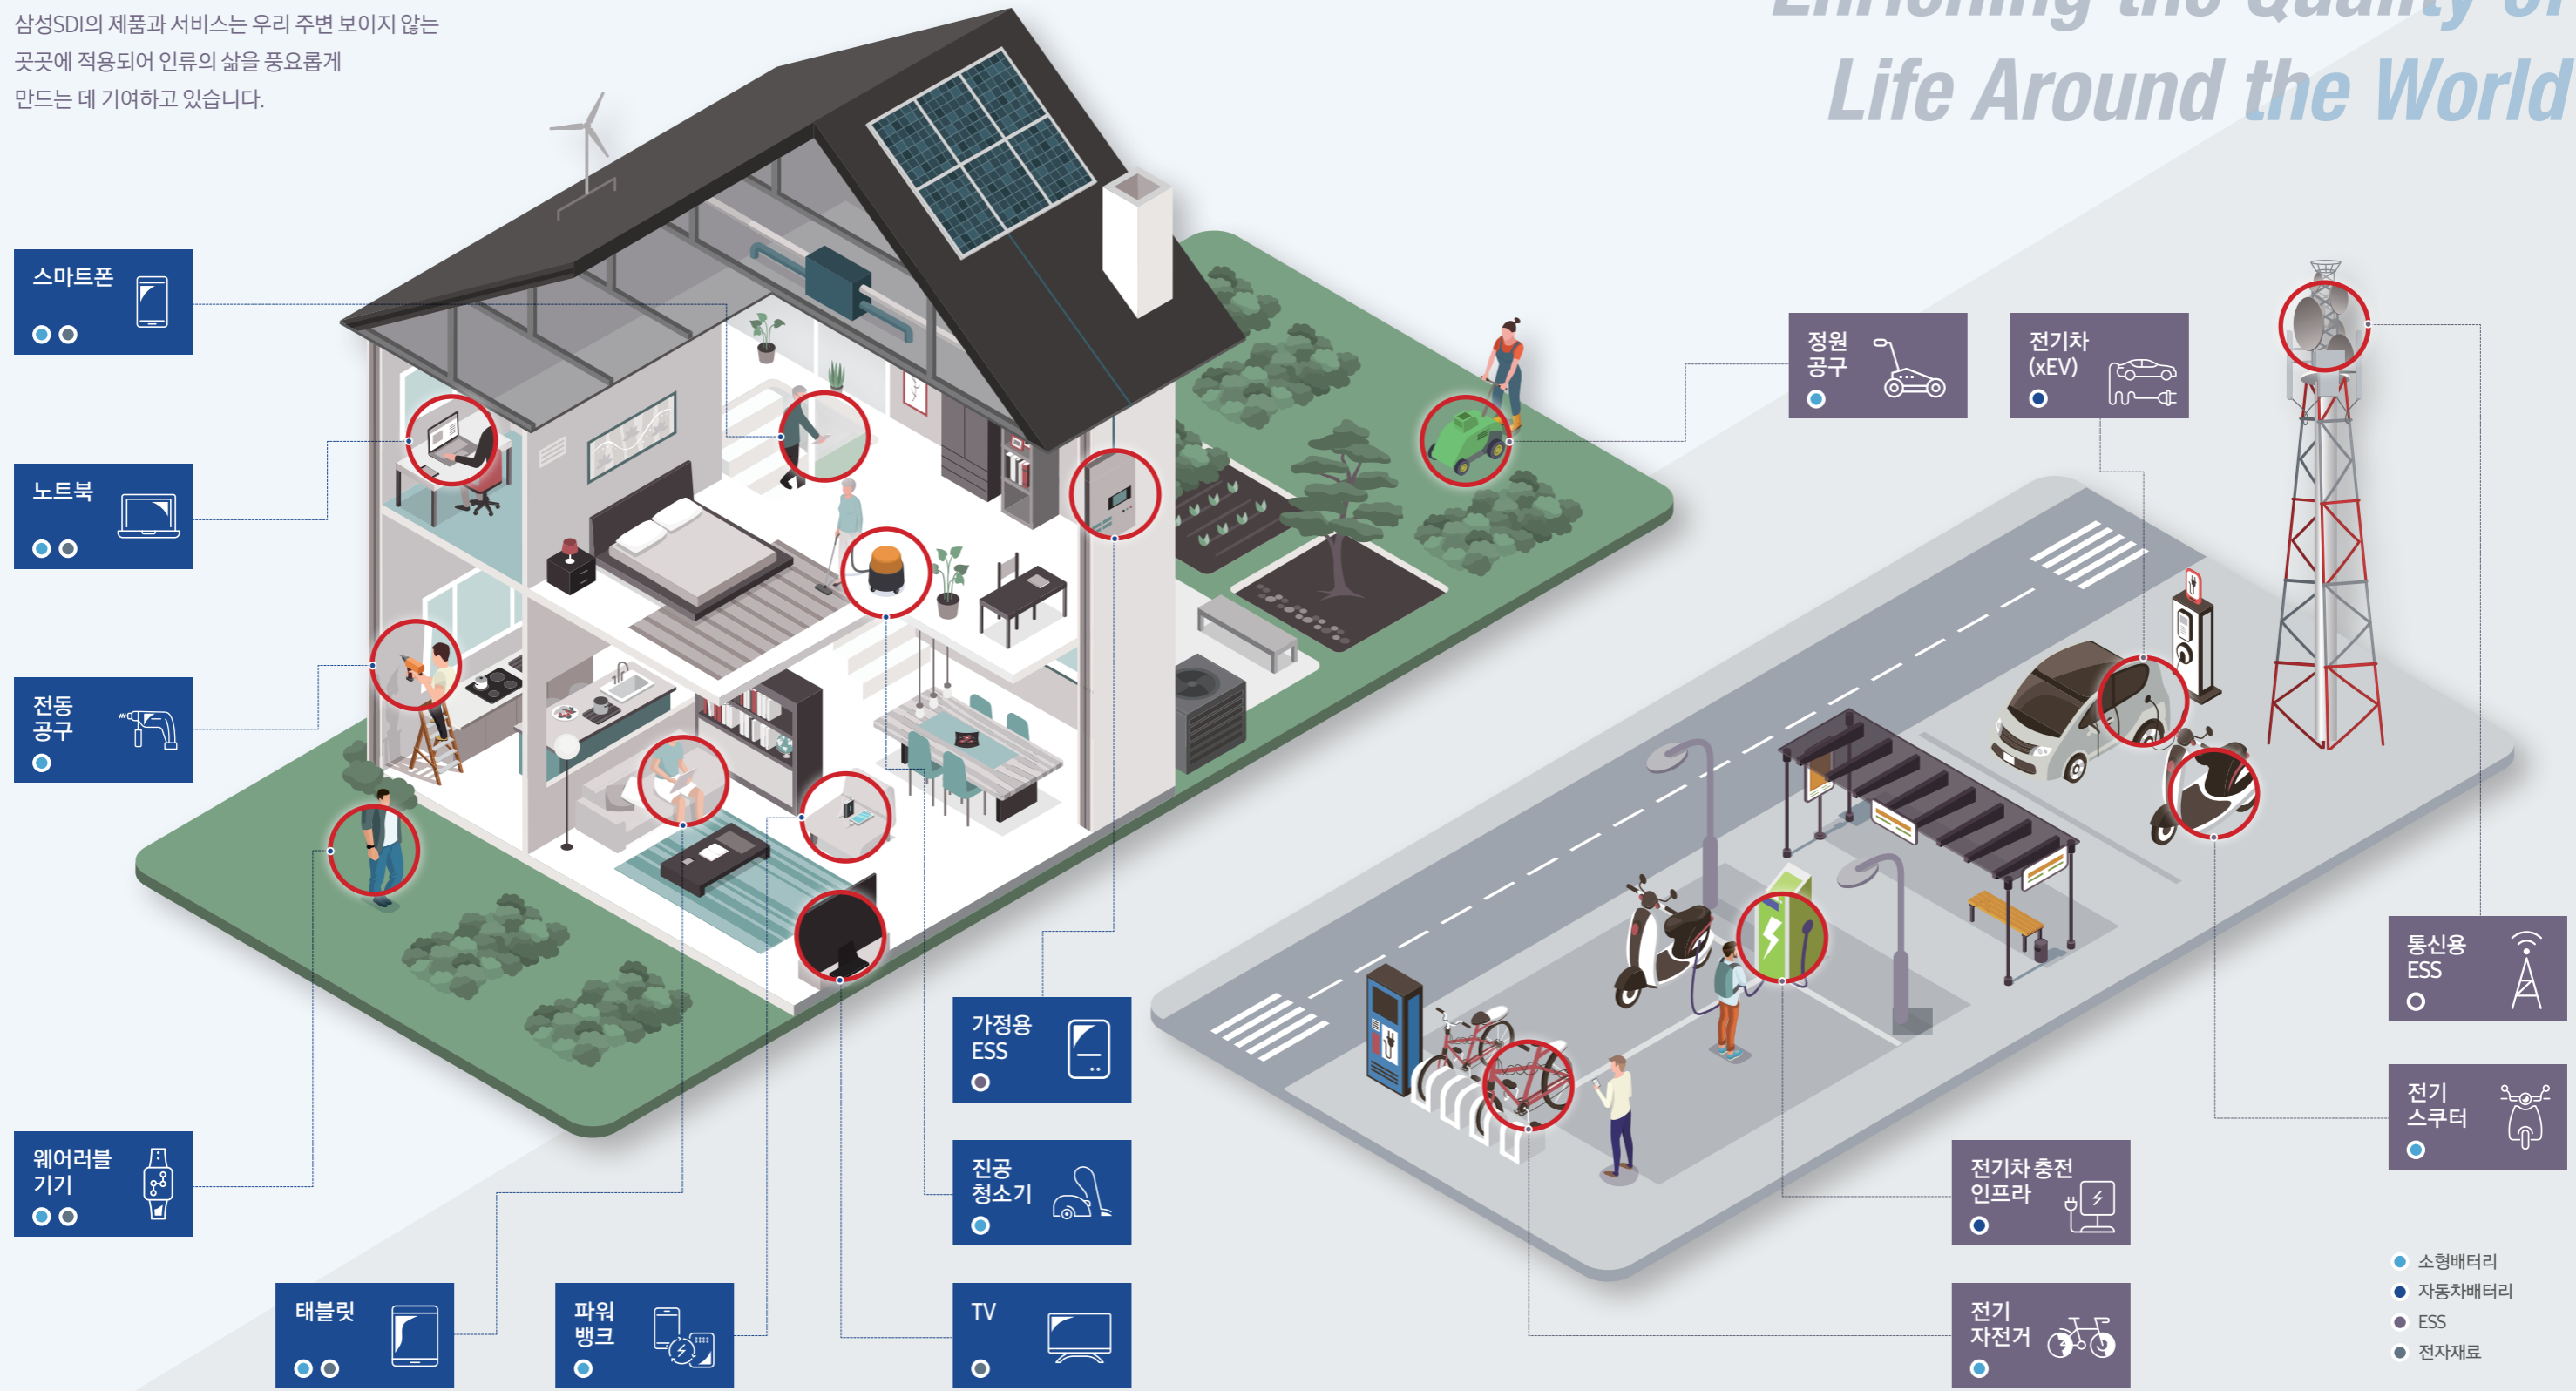 삼성SDI의 제품과 서비스는 우리 주변 보이지 않는
곳곳에 적용되어 인류의 삶을 풍요롭게
만드는 데 기여하고 있습니다.
Enriching the Quality of
Life Around the World
스마트폰
노트북
전동
공구
웨어러블
기기
태블릿
파워
뱅크
가정용
ESS
진공
청소기
TV
정원
공구
전기차
(xEV)
통신용
ESS
전기
스쿠터
전기차 충전
인프라
전기
자전거
소형배터리
자동차배터리
ESS
전자재료